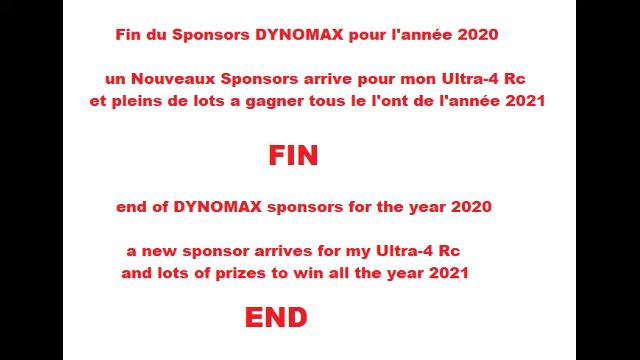 Fin du Sponsors DYNOMAX pour l'année 2020
un Nouveaux Sponsors arrive pour mon Ultra-4 Rc
et pleins de lots a gagner tous le l'ont de l'année 2021
FIN
end of DYNOMAX sponsors for the year 2020
a new sponsor arrives for my Ultra-4 Rc
and lots of prizes to win all the year 2021
END